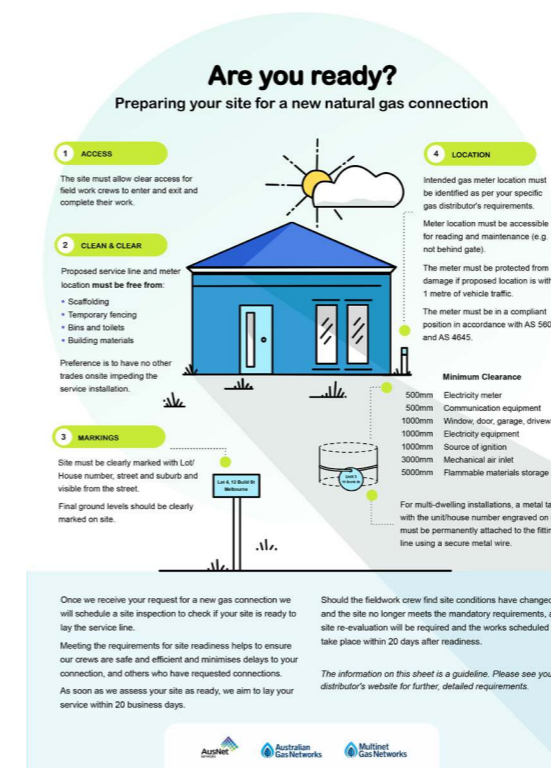 Are you ready?
Preparing your site for a new natural gas connection
1 ACCESS
The site must allow clear access for
field work crews to enter and exit and
complete their work.
2 CLEAN & CLEAR
Proposed service line and meter
location must be free from:
• Scaffolding
• Temporary fencing
• Bins and toilets
• Building materials
Preference is to have no other
trades onsite impeding the
service installation.
3 MARKINGS
Site must be clearly marked with Lot/
House number, street and suburb and
visible from the street.
Final ground levels should be clearly
marked on site.
Lot 4, 12 Build St
Melbourne
4 LOCATION
Intended gas meter location must
be identified as per your specific
gas distributor's requirements.
Meter location must be accessible
for reading and maintenance (e.g.
not behind gate).
The meter must be protected from
damage if proposed location is with
1 metre of vehicle traffic.
The meter must be in a compliant
position in accordance with AS 560
and AS 4645.
Minimum Clearance
500mm Electricity meter
500mm Communication equipment
1000mm Window, door, garage, drivew
1000mm Electricity equipment
1000mm Source of ignition
3000mm Mechanical air inlet
5000mm Flammable materials storage
For multi-dwelling installations, a metal ta
with the unit/house number engraved on
must be permanently attached to the fittin
line using a secure metal wire.
Once we receive your request for a new gas connection we
will schedule a site inspection to check if your site is ready to
lay the service line.
Meeting the requirements for site readiness helps to ensure
our crews are safe and efficient and minimises delays to your
connection, and others who have requested connections.
As soon as we assess your site as ready, we aim to lay your
service within 20 business days.
Should the fieldwork crew find site conditions have changed
and the site no longer meets the mandatory requirements, a
site re-evaluation will be required and the works scheduled
take place within 20 days after readiness.
The information on this sheet is a guideline. Please see you
distributor's website for further, detailed requirements.
AusNet
Australian
Gas Networks
Multinet
Gas Networks